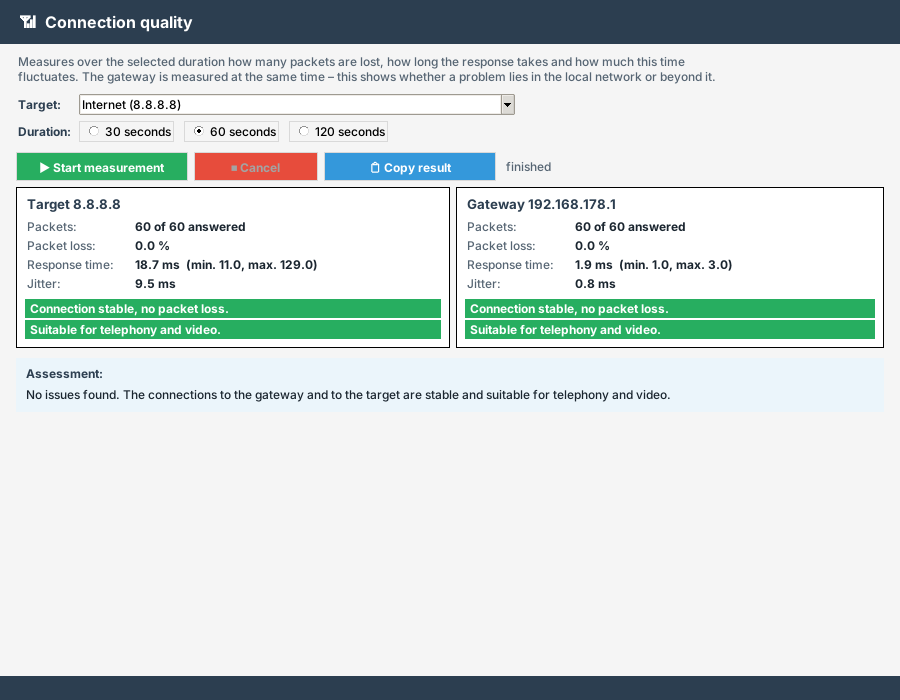 Connection quality
Measures over the selected duration how many packets are lost, how long the response takes and how much this time
fluctuates. The gateway is measured at the same time – this shows whether a problem lies in the local network or beyond it.
Target: Internet (8.8.8.8)
Duration: 30 seconds 60 seconds 120 seconds
▶ Start measurement ■ Cancel Copy result finished
Target 8.8.8.8
Packets: 60 of 60 answered
Packet loss: 0.0 %
Response time: 18.7 ms (min. 11.0, max. 129.0)
Jitter: 9.5 ms
Connection stable, no packet loss.
Suitable for telephony and video.
Gateway 192.168.178.1
Packets: 60 of 60 answered
Packet loss: 0.0 %
Response time: 1.9 ms (min. 1.0, max. 3.0)
Jitter: 0.8 ms
Connection stable, no packet loss.
Suitable for telephony and video.
Assessment:
No issues found. The connections to the gateway and to the target are stable and suitable for telephony and video.